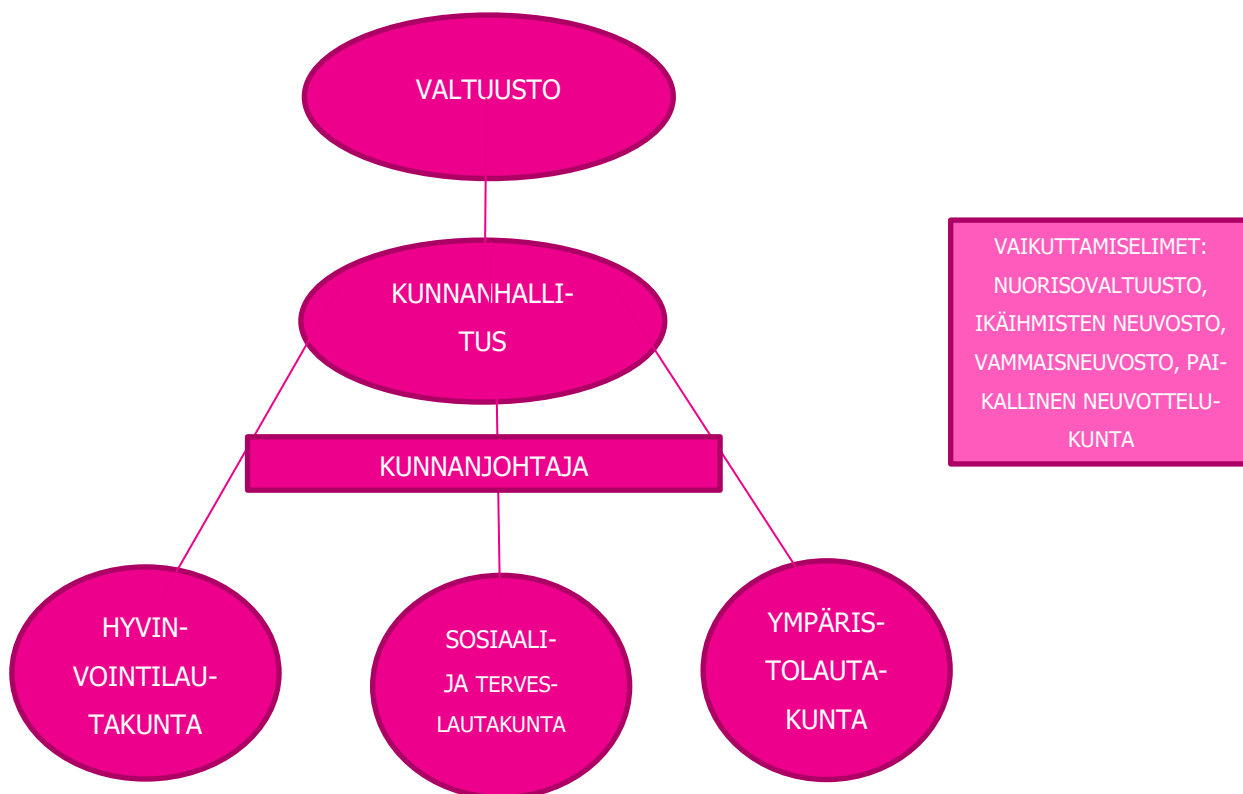 VALTUUSTO
KUNNANHALLI-
TUS
VAIKUTTAMISELIMET:
NUORISOVALTUUSTO,
IKÄIHMISTEN NEUVOSTO,
VAMMAISNEUVOSTO, PAI-
KALLINEN NEUVOTTELU-
KUNTA
KUNNANJOHTAJA
HYVIN-
VOINTILAU-
TAKUNTA
SOSIAALI-
JA TERVES-
LAUTAKUNTA
YMPÄRIS-
TOLAUTA-
KUNTA